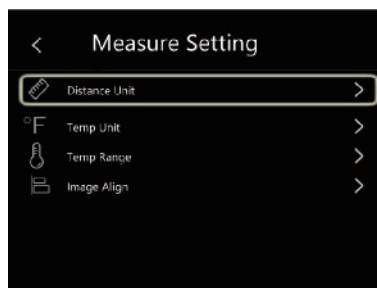 Measure Setting
Distance Unit
°F Temp Unit
Temp Range
Image Align